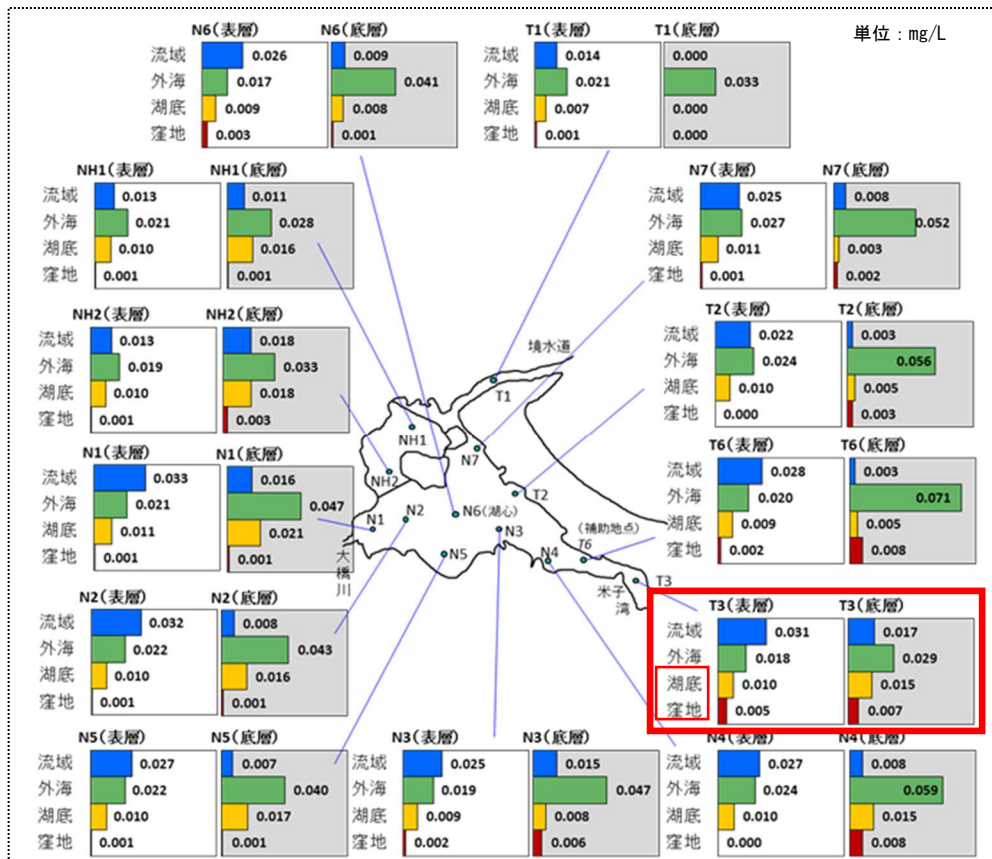 単位：mg/L
N6(表層) N6(底層)
流域 0.026 0.009
外海 0.017 0.041
湖底 0.009 0.008
窪地 0.003 0.001
T1(表層) T1(底層)
流域 0.014 0.000
外海 0.021 0.033
湖底 0.007 0.000
窪地 0.001 0.000
NH1(表層) NH1(底層)
流域 0.013 0.011
外海 0.021 0.028
湖底 0.010 0.016
窪地 0.001 0.001
N7(表層) N7(底層)
流域 0.025 0.008
外海 0.027 0.052
湖底 0.011 0.003
窪地 0.001 0.002
NH2(表層) NH2(底層)
流域 0.013 0.018
外海 0.019 0.033
湖底 0.010 0.018
窪地 0.001 0.003
T2(表層) T2(底層)
流域 0.022 0.003
外海 0.024 0.056
湖底 0.010 0.005
窪地 0.000 0.003
N1(表層) N1(底層)
流域 0.033 0.016
外海 0.021 0.047
湖底 0.011 0.021
窪地 0.001 0.001
T6(表層) T6(底層)
流域 0.028 0.003
外海 0.020 0.071
湖底 0.009 0.005
窪地 0.002 0.008
境水道
T1
NH1
N7
NH2
T2
N1
N2
N6(湖心)
N3
(補助地点)
T6
N5
N4
大橋川
米子湾
T3
N2(表層) N2(底層)
流域 0.032 0.008
外海 0.022 0.043
湖底 0.010 0.016
窪地 0.001 0.001
T3(表層) T3(底層)
流域 0.031 0.017
外海 0.018 0.029
湖底 0.010 0.015
窪地 0.005 0.007
N5(表層) N5(底層)
流域 0.027 0.007
外海 0.022 0.040
湖底 0.010 0.017
窪地 0.001 0.001
N3(表層) N3(底層)
流域 0.025 0.015
外海 0.019 0.047
湖底 0.009 0.008
窪地 0.002 0.006
N4(表層) N4(底層)
流域 0.027 0.008
外海 0.024 0.059
湖底 0.010 0.015
窪地 0.000 0.008